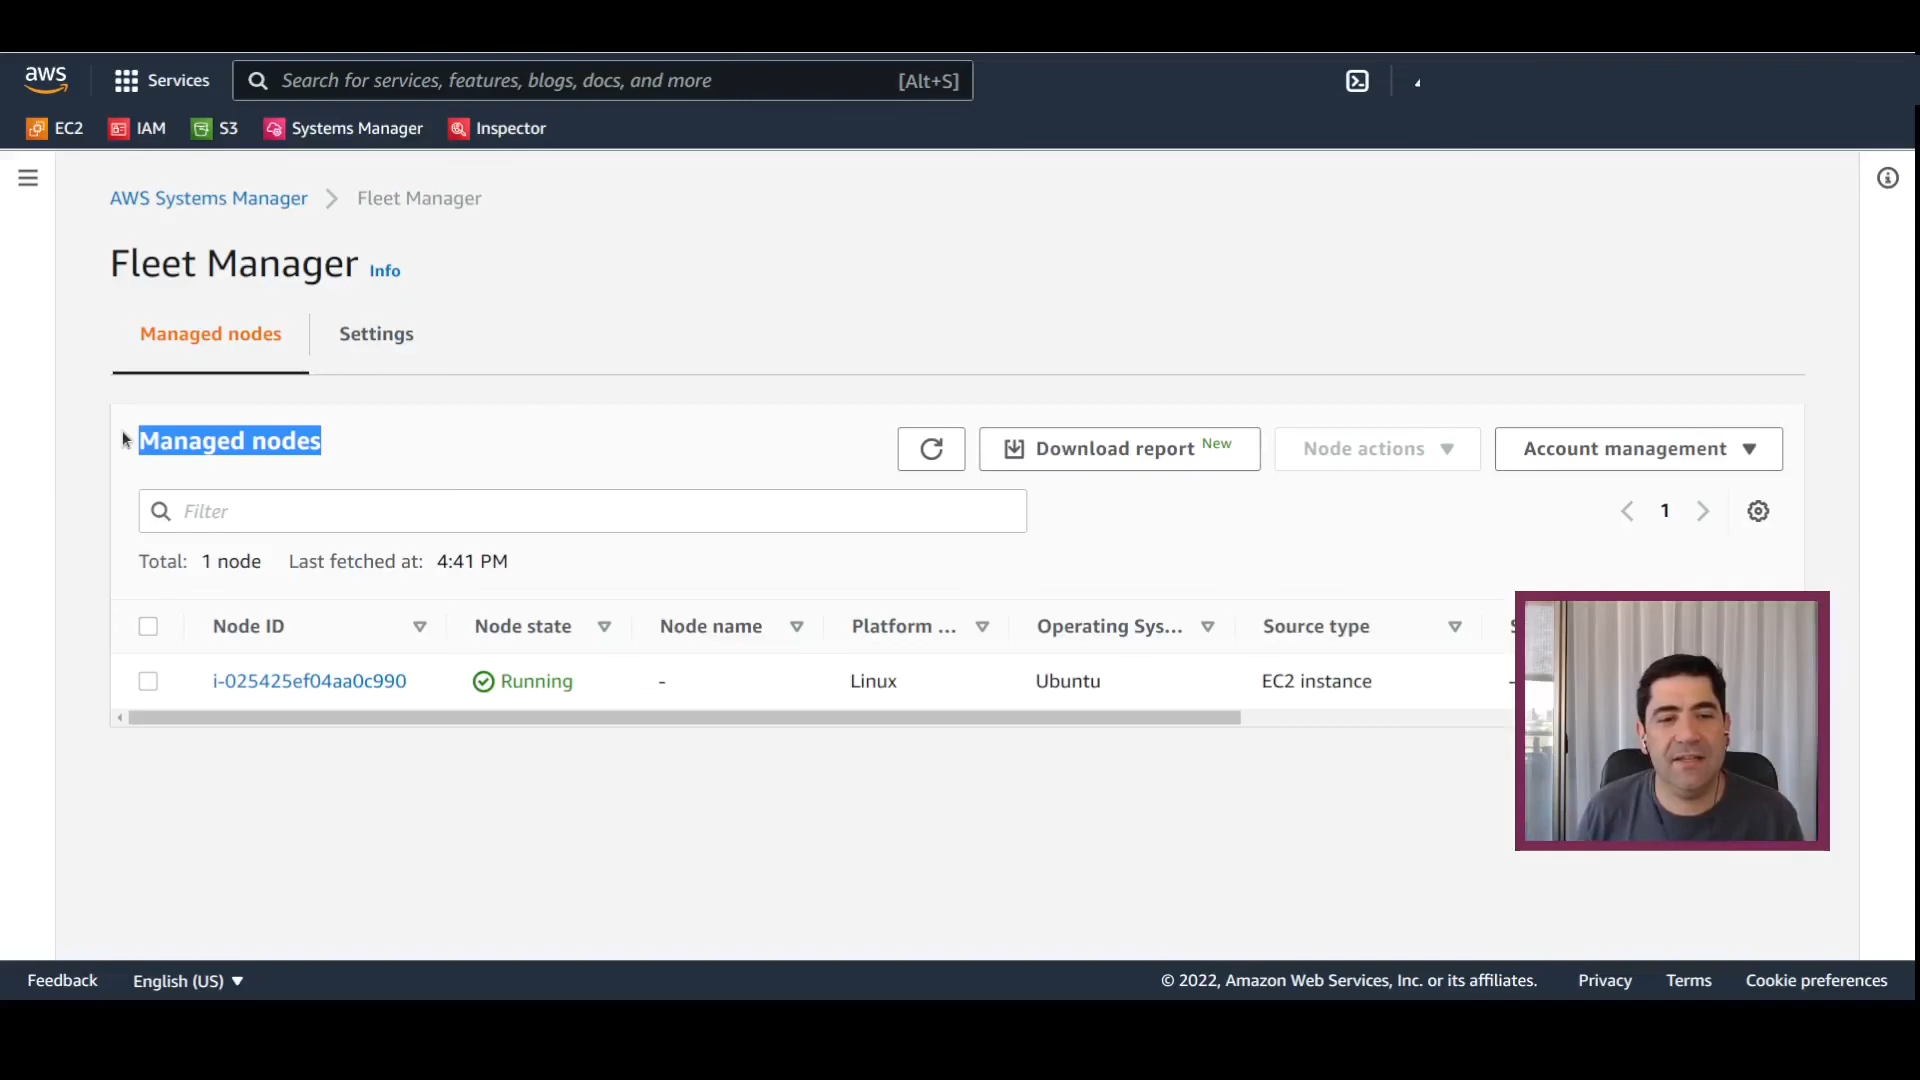 aws
Services
Search for services, features, blogs, docs, and more
[Alt+S]
EC2
IAM
S3
Systems Manager
Inspector
AWS Systems Manager
Fleet Manager
Fleet Manager Info
Managed nodes
Settings
Managed nodes
Download report New
Node actions
Account management
Filter
1
Total: 1 node Last fetched at: 4:41 PM
Node ID
Node state
Node name
Platform ...
Operating Sys...
Source type
i-025425ef04aa0c990
Running
-
Linux
Ubuntu
EC2 instance
Feedback
English (US)
© 2022, Amazon Web Services, Inc. or its affiliates.
Privacy
Terms
Cookie preferences